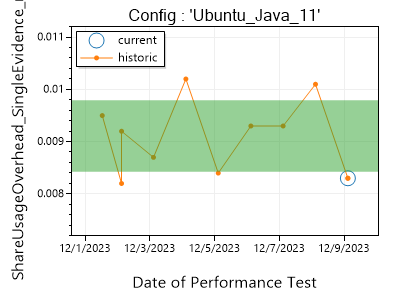 Config : 'Ubuntu_Java_11'
current
historic
ShareUsageOverhead_SingleEvidence_
0.011
0.01
0.009
0.008
12/1/2023
12/3/2023
12/5/2023
12/7/2023
12/9/2023
Date of Performance Test